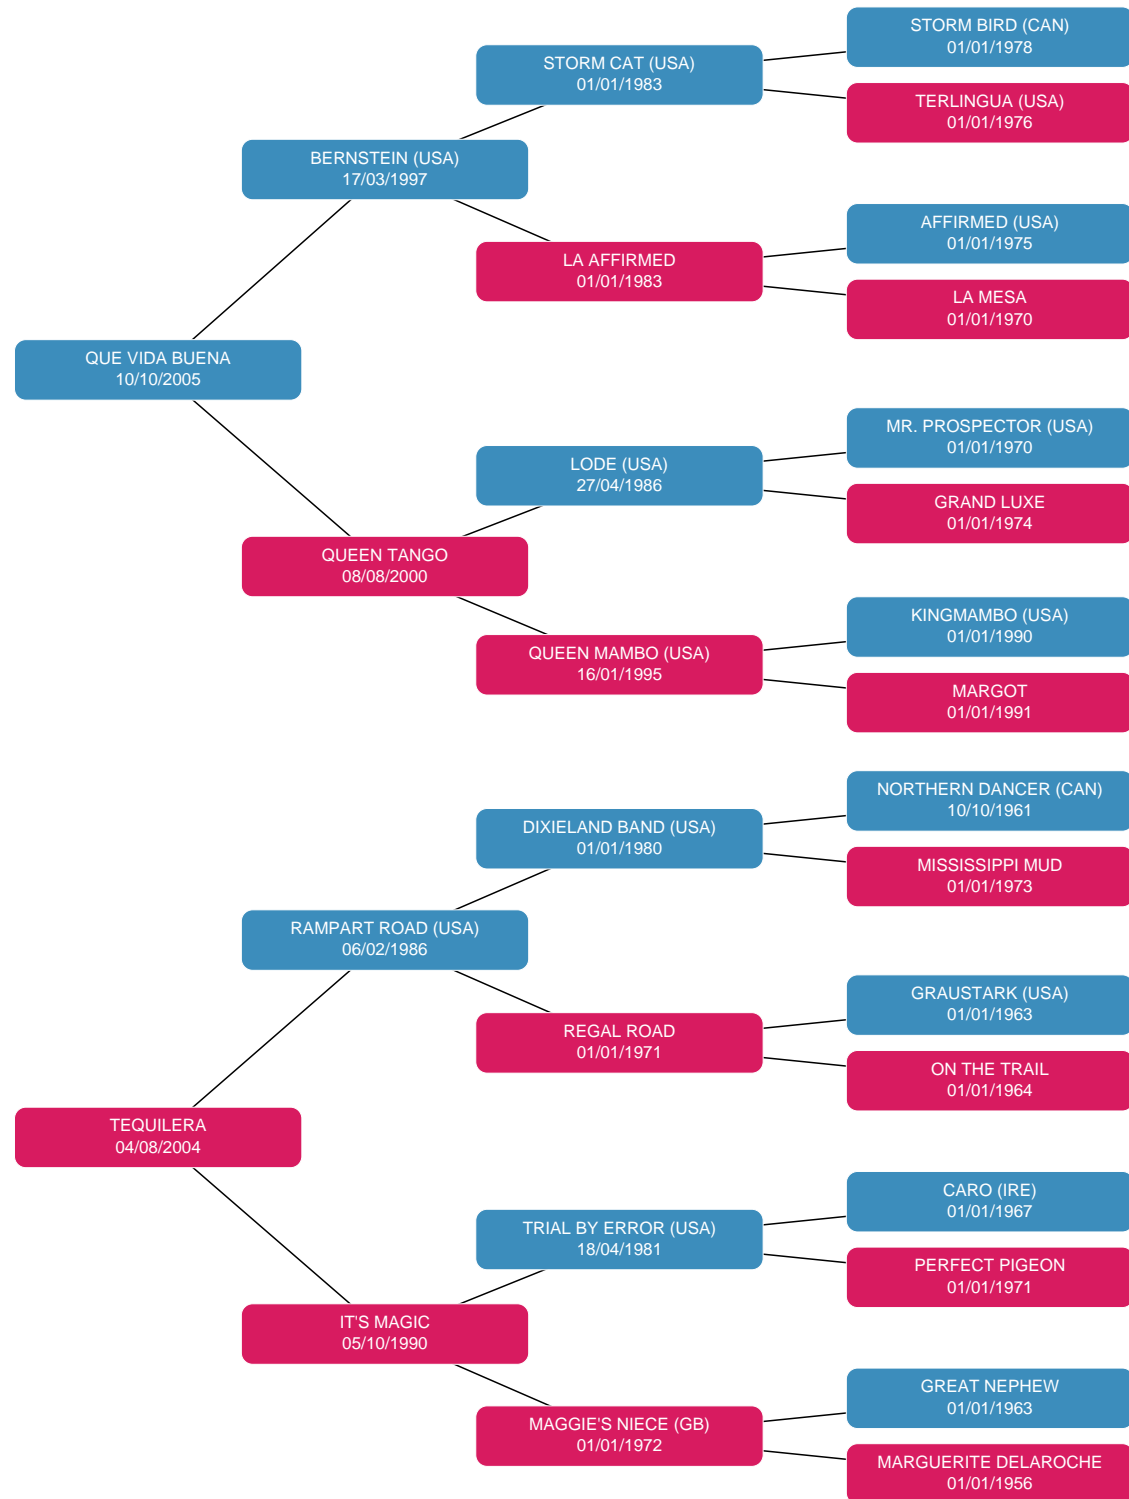 STORM BIRD (CAN)
01/01/1978
STORM CAT (USA)
01/01/1983
TERLINGUA (USA)
01/01/1976
BERNSTEIN (USA)
17/03/1997
AFFIRMED (USA)
01/01/1975
LA AFFIRMED
01/01/1983
LA MESA
01/01/1970
QUE VIDA BUENA
10/10/2005
MR. PROSPECTOR (USA)
01/01/1970
LODE (USA)
27/04/1986
GRAND LUXE
01/01/1974
QUEEN TANGO
08/08/2000
KINGMAMBO (USA)
01/01/1990
QUEEN MAMBO (USA)
16/01/1995
MARGOT
01/01/1991
NORTHERN DANCER (CAN)
10/10/1961
DIXIELAND BAND (USA)
01/01/1980
MISSISSIPPI MUD
01/01/1973
RAMPART ROAD (USA)
06/02/1986
GRAUSTARK (USA)
01/01/1963
REGAL ROAD
01/01/1971
ON THE TRAIL
01/01/1964
TEQUILERA
04/08/2004
CARO (IRE)
01/01/1967
TRIAL BY ERROR (USA)
18/04/1981
PERFECT PIGEON
01/01/1971
IT'S MAGIC
05/10/1990
GREAT NEPHEW
01/01/1963
MAGGIE'S NIECE (GB)
01/01/1972
MARGUERITE DELAROCHE
01/01/1956